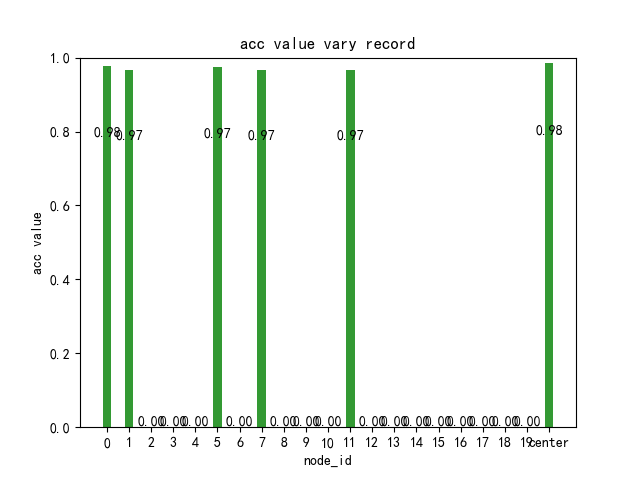 acc value vary record
1.0
0.8
0.6
0.4
0.2
0.0
acc value
0.98 0.97 0.00 0.00 0.00 0.97 0.00 0.97 0.00 0.00 0.00 0.97 0.00 0.00 0.00 0.00 0.00 0.00 0.00 0.00 0.98
0 1 2 3 4 5 6 7 8 9 10 11 12 13 14 15 16 17 18 19 center
node_id